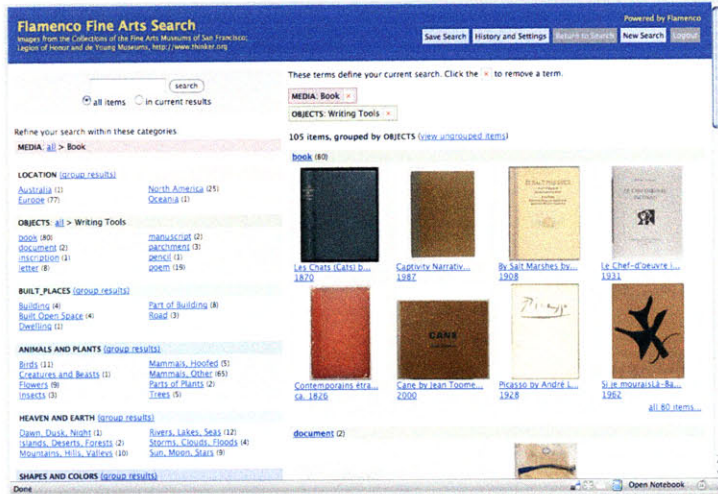 Flamenco Fine Arts Search
Images from the Collections of the Fine Arts Museums of San Francisco:
Legion of Honor and de Young Museums, http://www.thinker.org
Powered by Flamenco
Save Search
History and Settings
Return to Search
New Search
Logout
search
all items
in current results
Refine your search within these categories
MEDIA: all > Book
LOCATION (group results)
Australia (1)
North America (25)
Europe (77)
Oceania (1)
OBJECTS: all > Writing Tools
book (80)
manuscript (2)
document (2)
parchment (3)
inscription (1)
pencil (1)
letter (8)
poem (19)
BUILT_PLACES (group results)
Building (4)
Part of Building (8)
Built Open Space (4)
Road (3)
Dwelling (1)
ANIMALS AND PLANTS (group results)
Birds (11)
Mammals, Hoofed (5)
Creatures and Beasts (1)
Mammals, Other (65)
Flowers (9)
Parts of Plants (2)
Insects (3)
Trees (5)
HEAVEN AND EARTH (group results)
Dawn, Dusk, Night (1)
Rivers, Lakes, Seas (12)
Islands, Deserts, Forests (2)
Storms, Clouds, Floods (4)
Mountains, Hills, Valleys (10)
Sun, Moon, Stars (9)
SHAPES AND COLORS (group results)
These terms define your current search. Click the × to remove a term.
MEDIA: Book ×
OBJECTS: Writing Tools ×
105 items, grouped by OBJECTS (view ungrouped items)
book (80)
Les Chats (Cats) b...
1870
Captivity Narrativ...
1987
By Salt Marshes by...
1908
Le Chef-d'oeuvre i...
1931
CANE
Picasso
Contemporains étra...
ca. 1826
Cane by Jean Toome...
2000
Picasso by André L...
1928
Si je mouraisLà-Ba...
1962
all 80 items...
document (2)
Done
Open Notebook